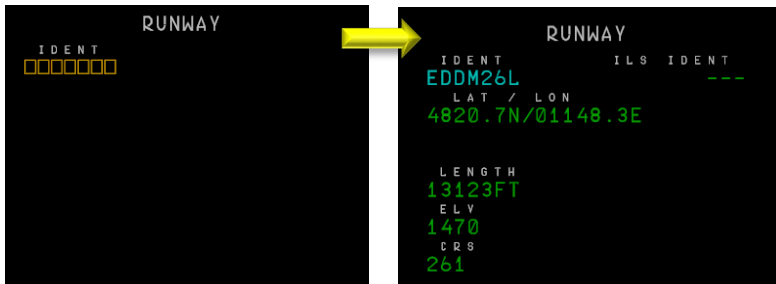 RUNWAY
IDENT
□□□□□□□
RUNWAY
IDENT ILS IDENT
EDDM26L ---
LAT / LON
4820.7N/01148.3E
LENGTH
13123FT
ELV
1470
CRS
261